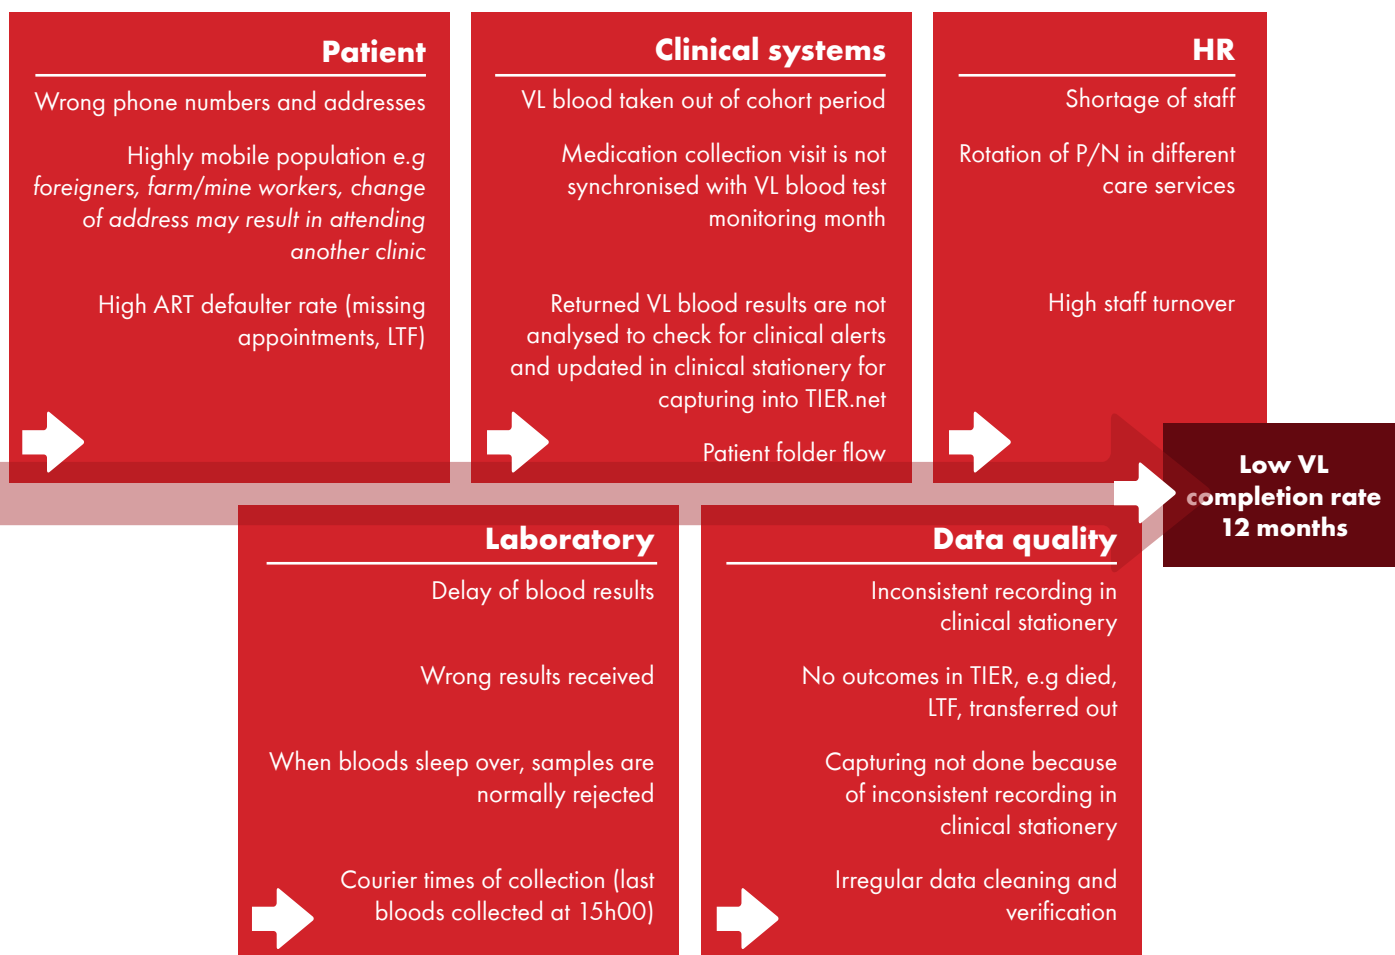 Patient
Wrong phone numbers and addresses
Highly mobile population e.g
foreigners, farm/mine workers, change
of address may result in attending
another clinic
High ART defaulter rate (missing
appointments, LTF)
Clinical systems
VL blood taken out of cohort period
Medication collection visit is not
synchronised with VL blood test
monitoring month
Returned VL blood results are not
analysed to check for clinical alerts
and updated in clinical stationery for
capturing into TIER.net
Patient folder flow
HR
Shortage of staff
Rotation of P/N in different
care services
High staff turnover
Low VL
completion rate
12 months
Laboratory
Delay of blood results
Wrong results received
When bloods sleep over, samples are
normally rejected
Courier times of collection (last
bloods collected at 15h00)
Data quality
Inconsistent recording in
clinical stationery
No outcomes in TIER, e.g died,
LTF, transferred out
Capturing not done because
of inconsistent recording in
clinical stationery
Irregular data cleaning and
verification